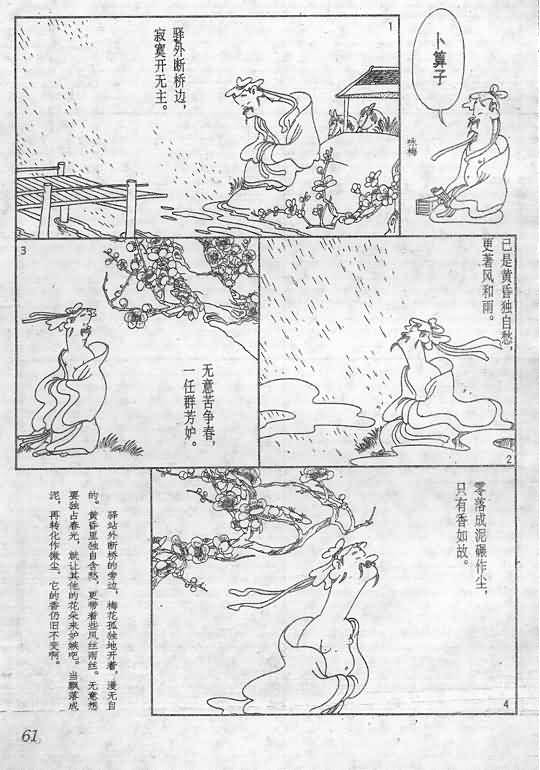 卜算子
咏梅
1
驿外断桥边，
寂寞开无主。
已是黄昏独自愁，
更著风和雨。
2
3
无意苦争春，
一任群芳妒。
零落成泥碾作尘，
只有香如故。
4
驿站外断桥的旁边，梅花孤独地开着，漫无自
的。黄昏里独自含愁，更带着些风丝雨丝。无意想
要独占春光，就让其他的花朵来妒嫉吧。当飘落成
泥，再转化作微尘。它的香仍旧不变啊。
61